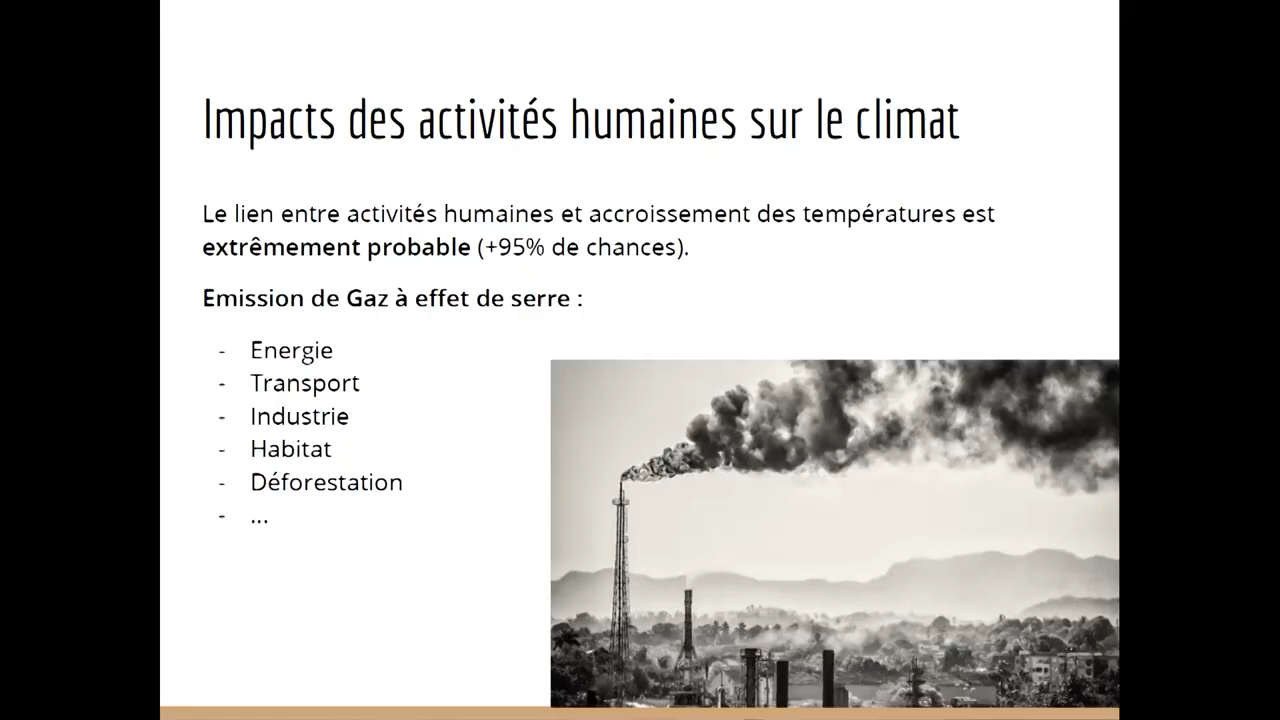 Impacts des activités humaines sur le climat
Le lien entre activités humaines et accroissement des températures est
extrêmement probable (+95% de chances).
Emission de Gaz à effet de serre :
- Energie
- Transport
- Industrie
- Habitat
- Déforestation
- ...